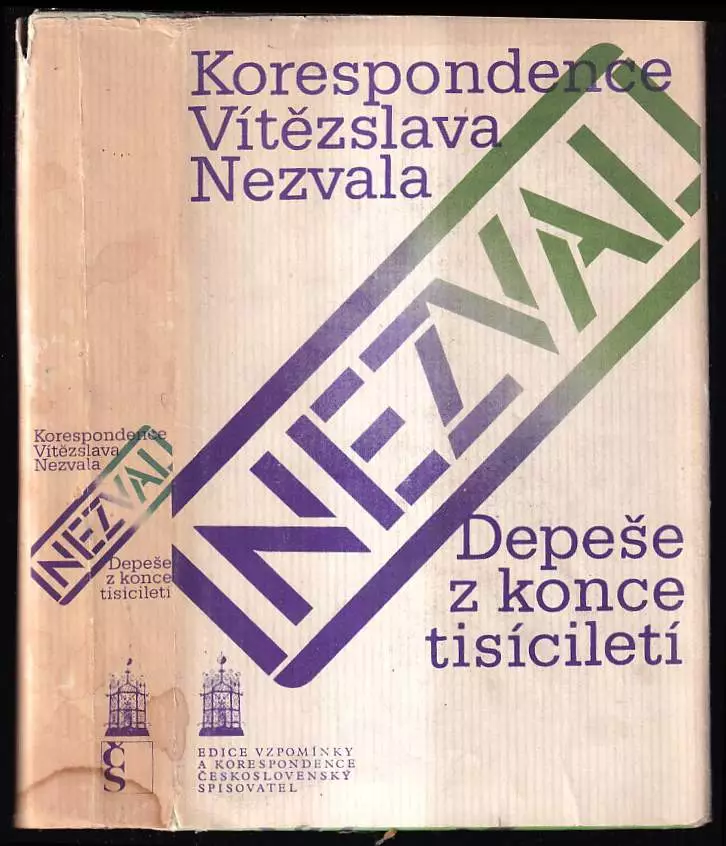 Korespondence
Vítězslava
Nezvala
NEZVAL
Depeše
z konce
tisíciletí
EDICE VZPOMÍNKY
A KORESPONDENCE
ČESKOSLOVENSKÝ
SPISOVATEL
Korespondence
Vítězslava
Nezvala
NEZVAL
Depeše
z konce
tisíciletí
ČS